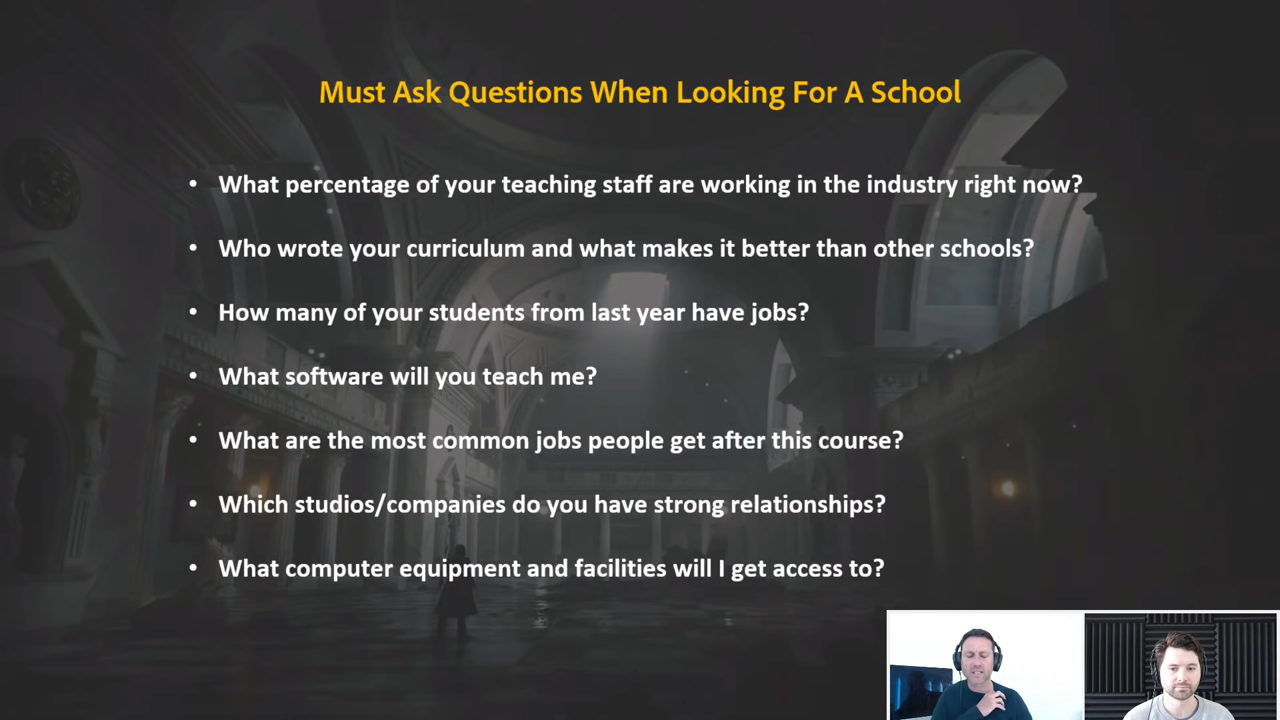 Must Ask Questions When Looking For A School
• What percentage of your teaching staff are working in the industry right now?
• Who wrote your curriculum and what makes it better than other schools?
• How many of your students from last year have jobs?
• What software will you teach me?
• What are the most common jobs people get after this course?
• Which studios/companies do you have strong relationships?
• What computer equipment and facilities will I get access to?